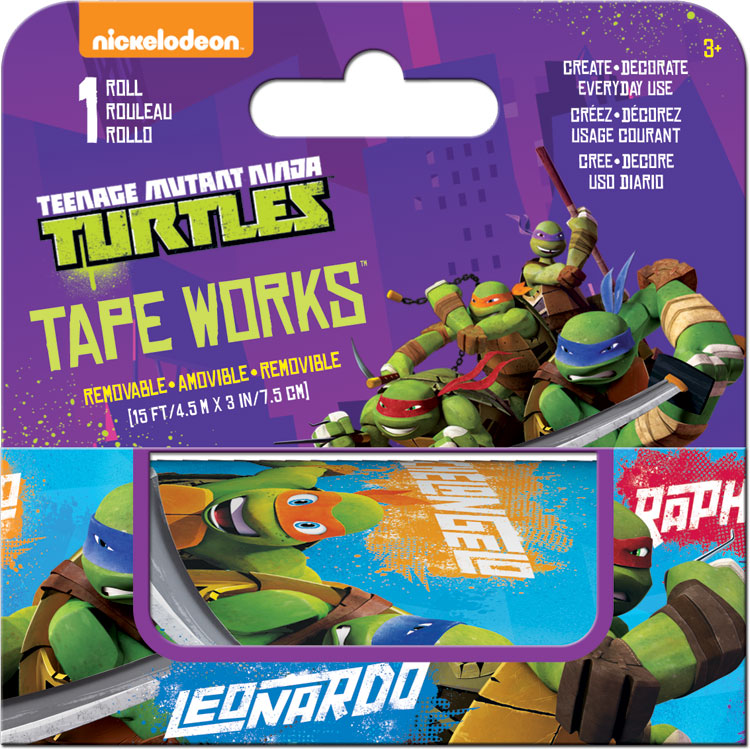 nickelodeon™
1 ROLL
ROULEAU
ROLLO
3+
CREATE•DECORATE
EVERYDAY USE
CRÉEZ•DÉCOREZ
USAGE COURANT
CREE•DECORE
USO DIARIO
TEENAGE MUTANT NINJA
TURTLES
TAPE WORKS™
REMOVABLE•AMOVIBLE•REMOVIBLE
[15 FT/4.5 M X 3 IN/7.5 CM]
RAPH
LEONARDO